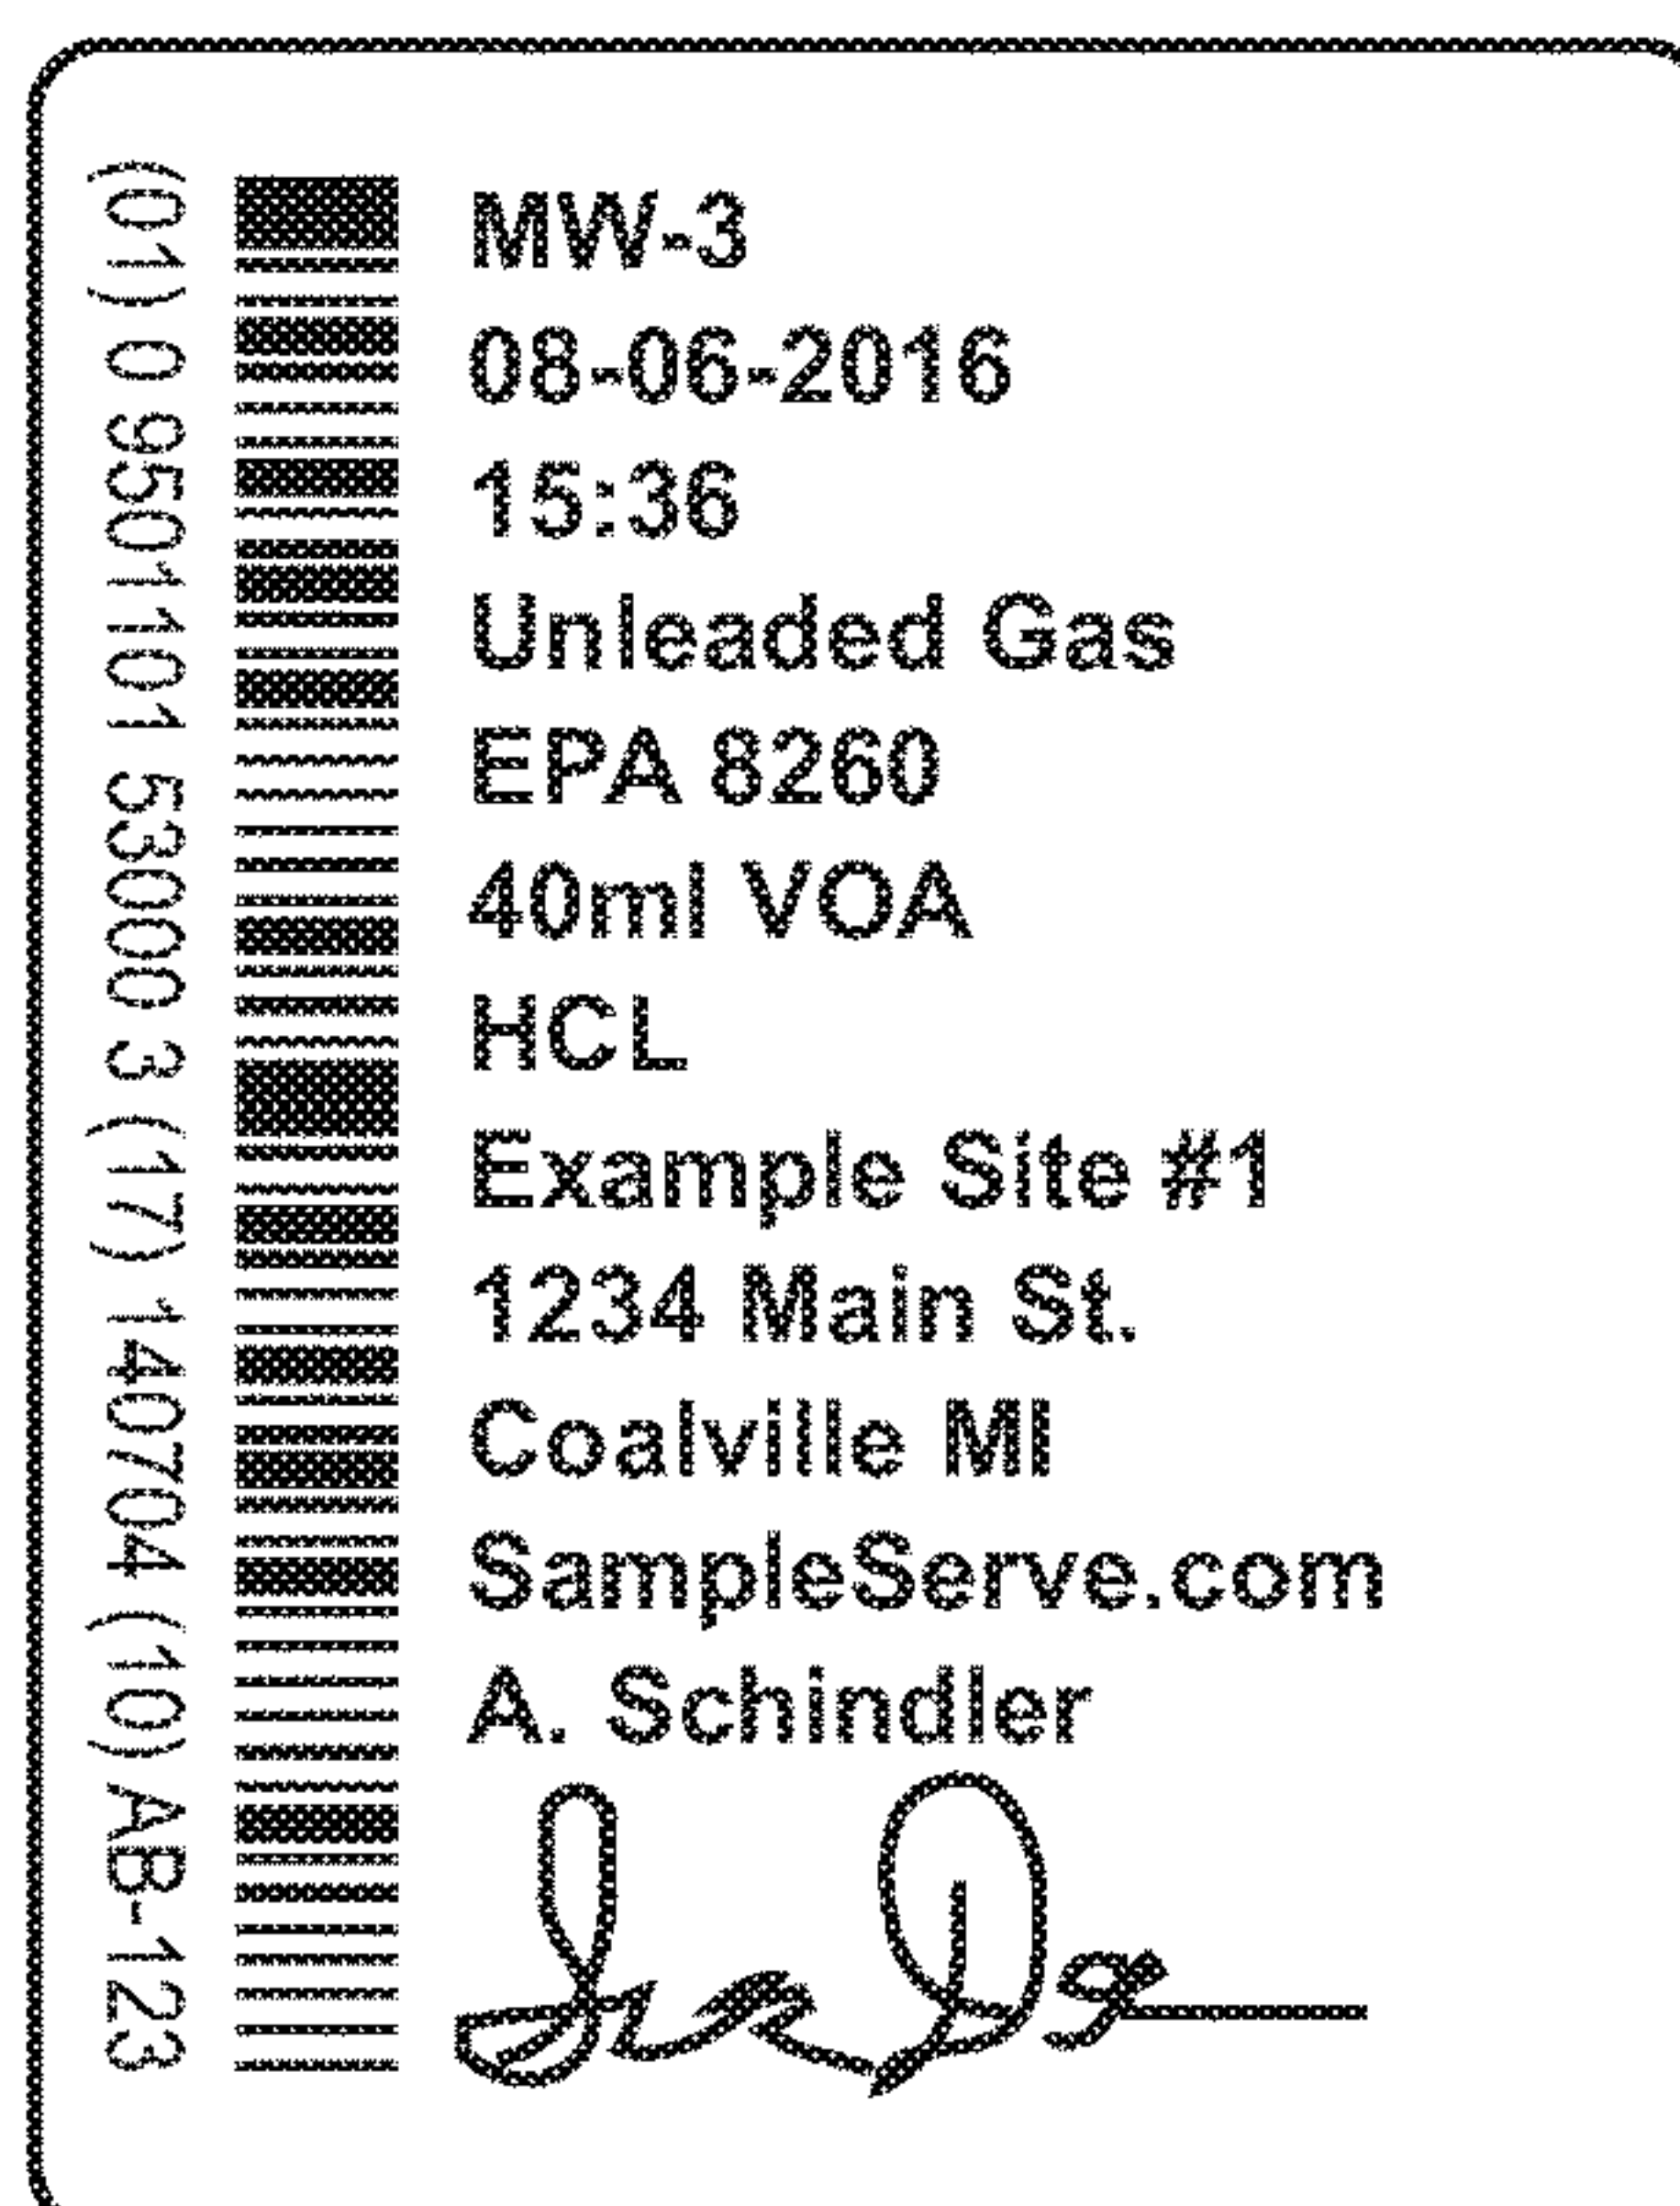 (01) 0 9501101 53000 3 (17) 140704 (10) AB-123
MW-3
08-06-2016
15:36
Unleaded Gas
EPA 8260
40ml VOA
HCL
Example Site #1
1234 Main St.
Coalville MI
SampleServe.com
A. Schindler